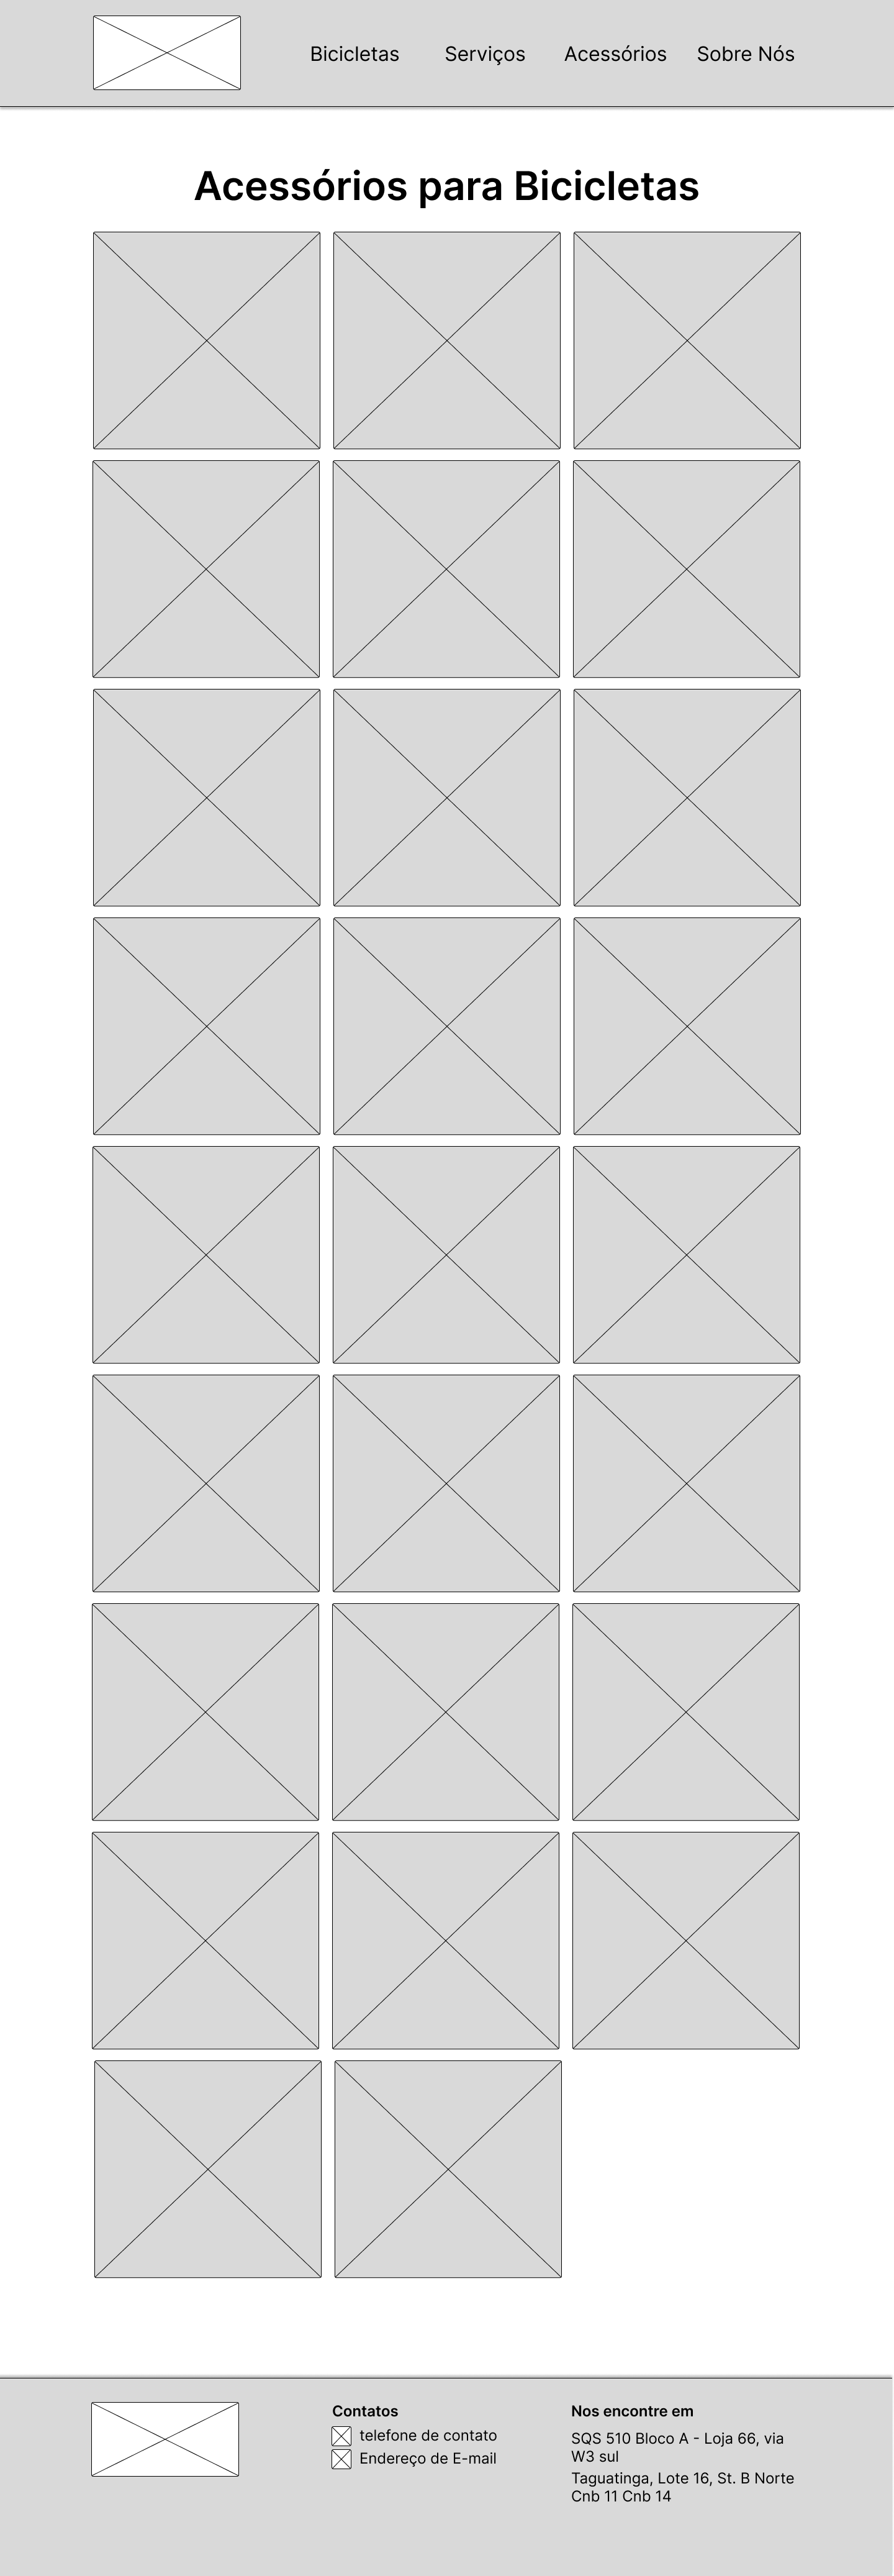 Bicicletas Serviços Acessórios Sobre Nós
Acessórios para Bicicletas
Contatos
telefone de contato
Endereço de E-mail
Nos encontre em
SQS 510 Bloco A - Loja 66, via
W3 sul
Taguatinga, Lote 16, St. B Norte
Cnb 11 Cnb 14